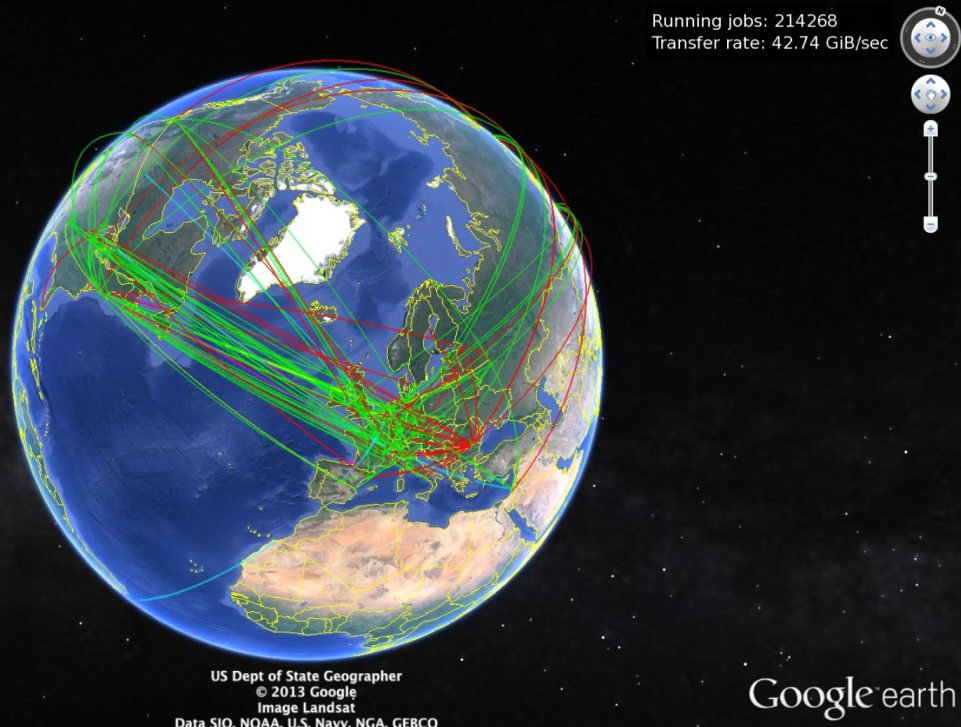 Running jobs: 214268
Transfer rate: 42.74 GiB/sec
N
US Dept of State Geographer
© 2013 Google
Image Landsat
Data SIO, NOAA, U.S. Navy, NGA, GEBCO
Google earth